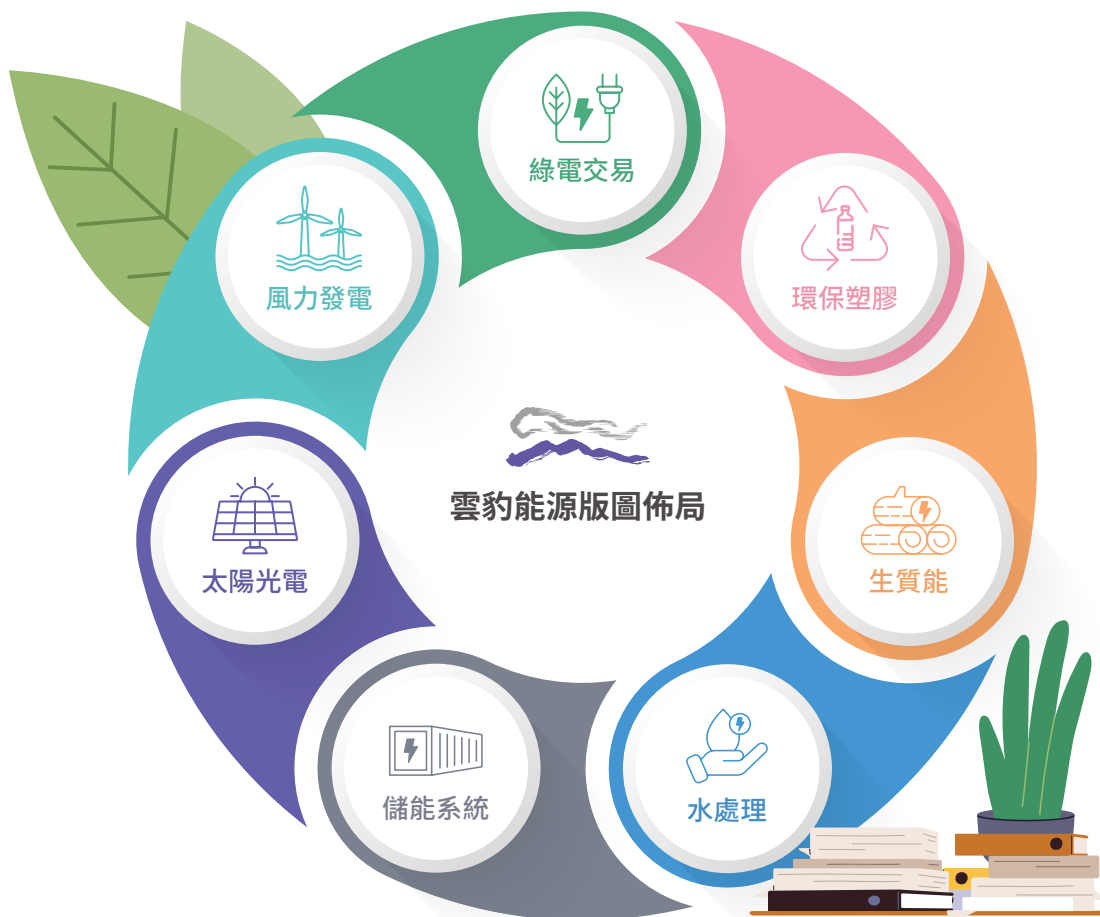 綠電交易
環保塑膠
風力發電
雲豹能源版圖佈局
太陽光電
生質能
儲能系統
水處理